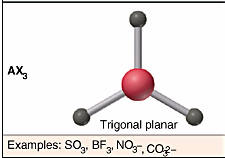 AX₃
Trigonal planar
Examples: SO₃, BF₃, NO₃⁻, CO₃²⁻